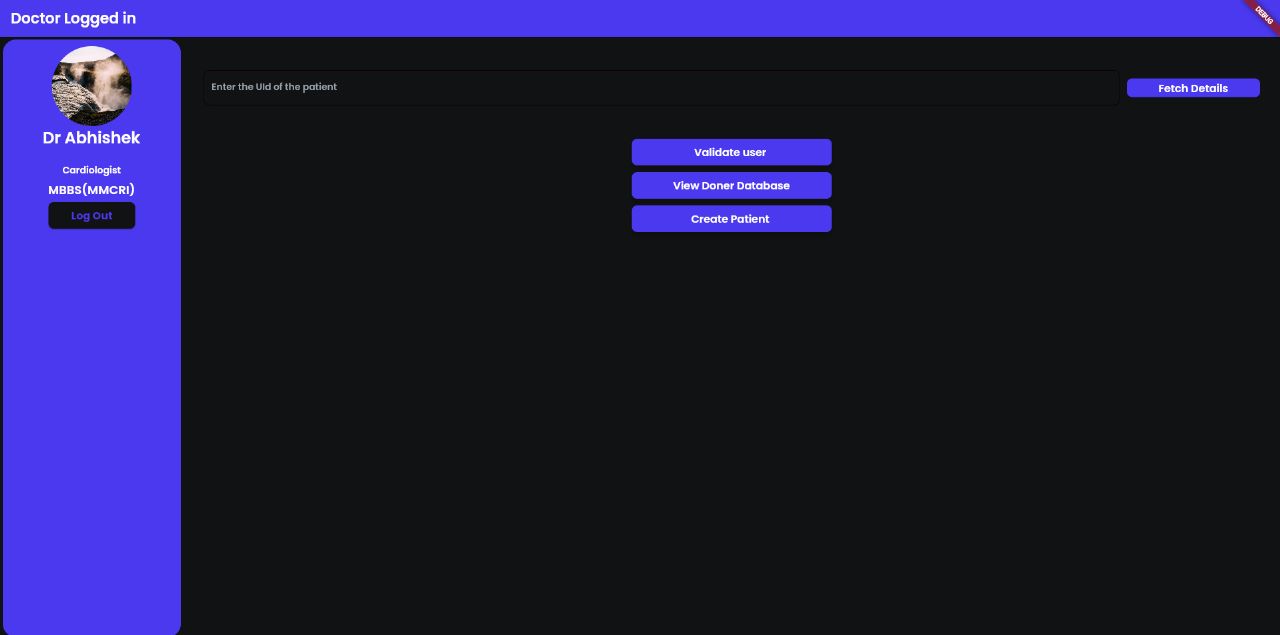 Doctor Logged in
DEBUG
Dr Abhishek
Cardiologist
MBBS(MMCRI)
Log Out
Enter the UId of the patient
Fetch Details
Validate user
View Doner Database
Create Patient